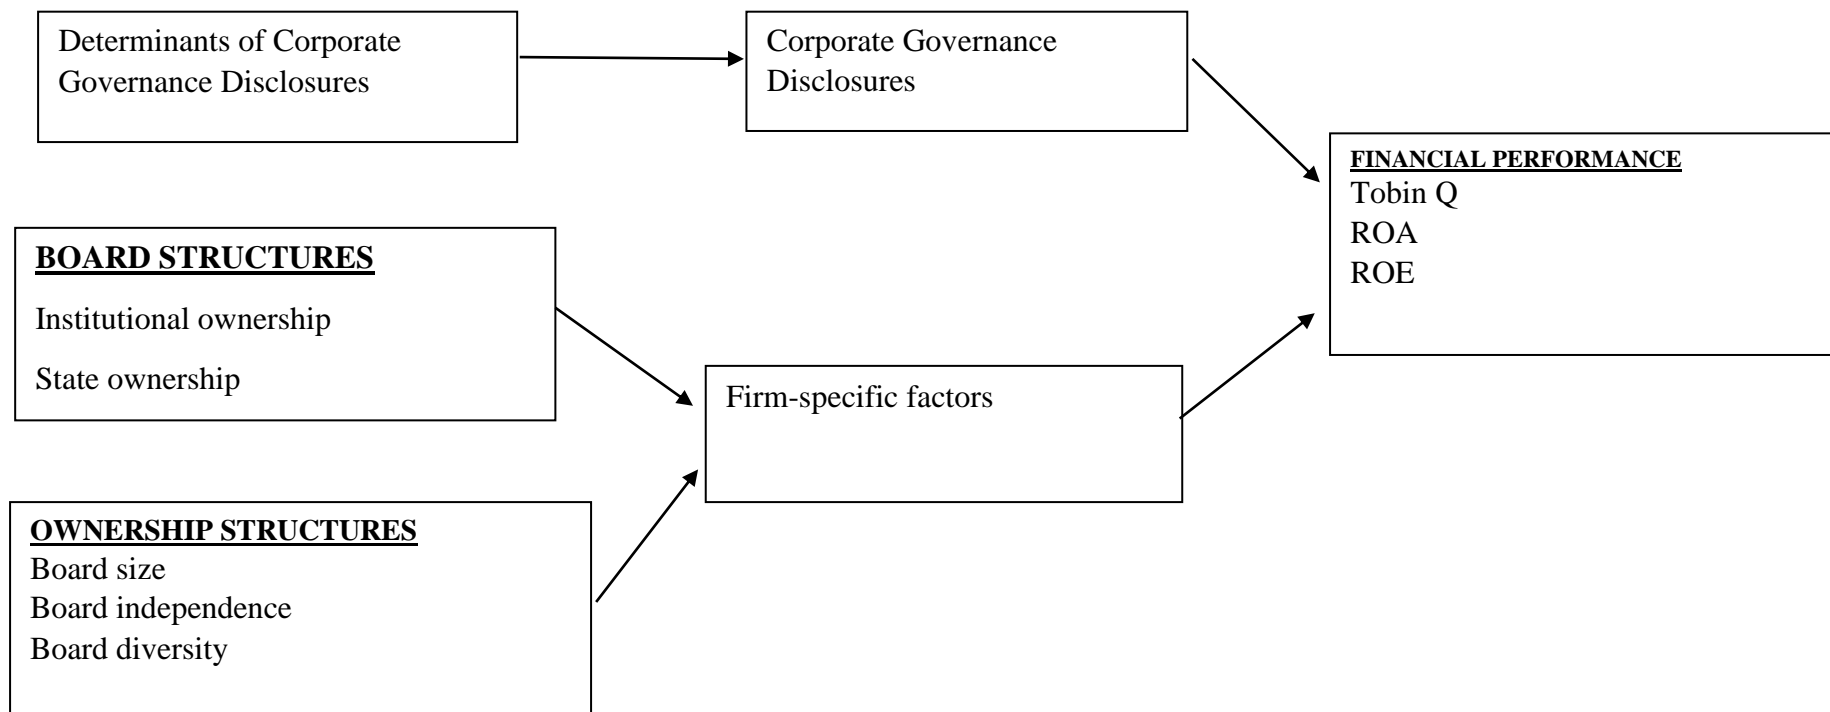 Determinants of Corporate
Governance Disclosures
Corporate Governance
Disclosures
FINANCIAL PERFORMANCE
Tobin Q
ROA
ROE
BOARD STRUCTURES
Institutional ownership
State ownership
Firm-specific factors
OWNERSHIP STRUCTURES
Board size
Board independence
Board diversity